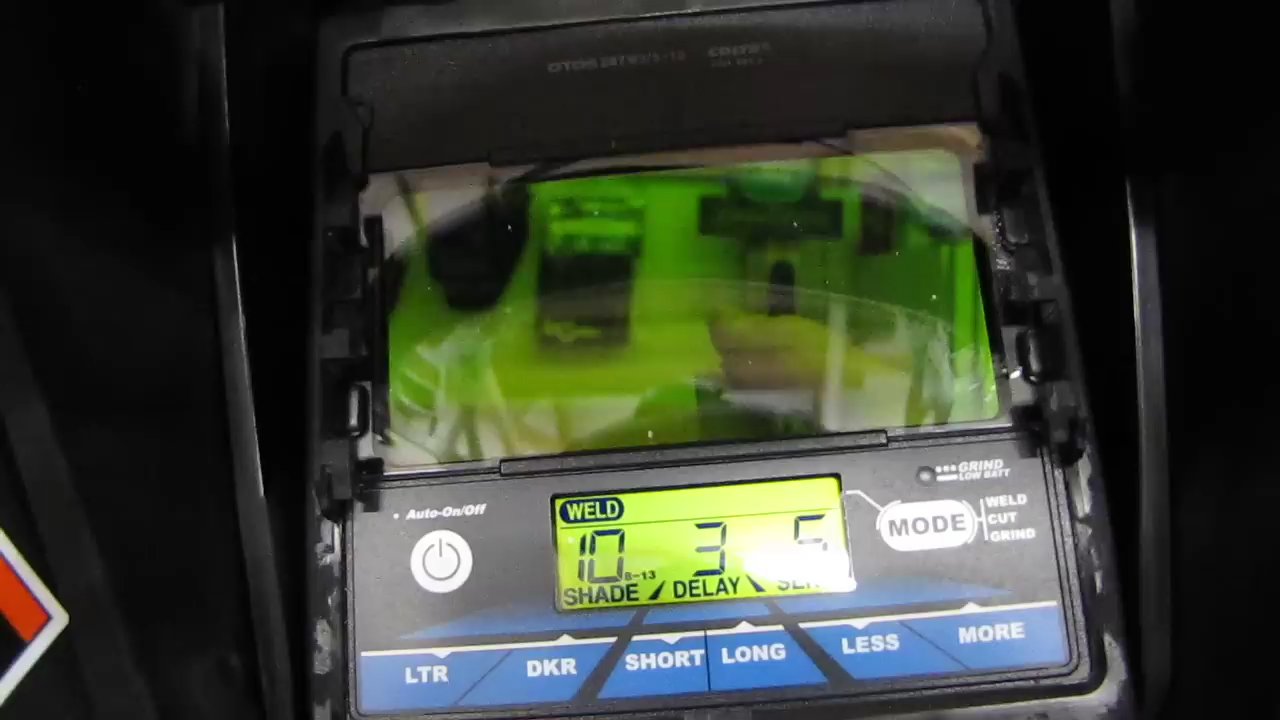 GRIND
LOW BATT
Auto-On/Off
WELD
MODE
WELD
CUT
GRIND
10 3 5
8-13
SHADE DELAY
LTR DKR SHORT LONG LESS MORE